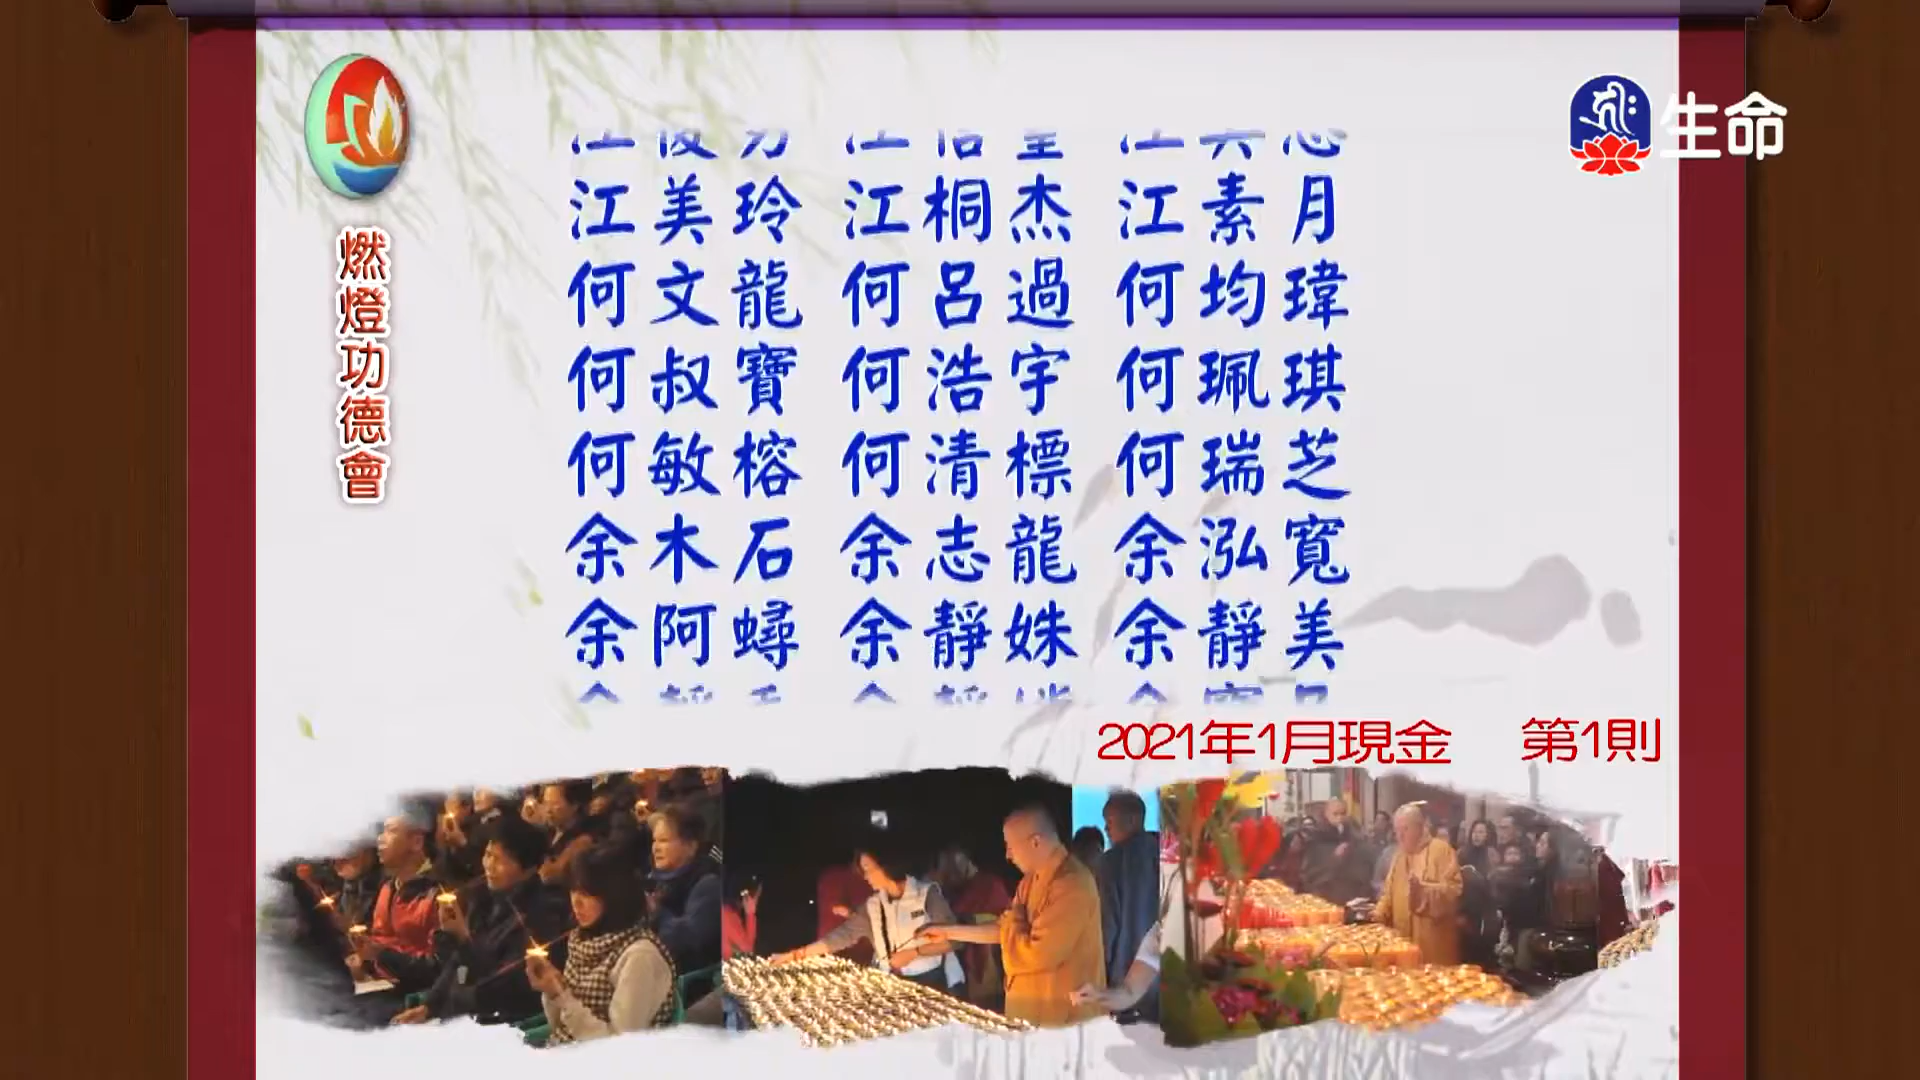 生命
燃燈功德會
江美玲 江桐杰 江素月
何文龍 何呂過 何均瑋
何叔寶 何浩宇 何珮琪
何敏榕 何清標 何瑞芝
余木石 余志龍 余泓寬
余阿蟳 余靜姝 余靜美
2021年1月現金 第1則